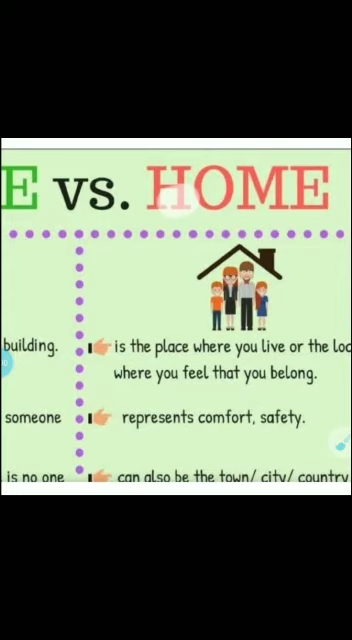 E vs. HOME
building.
someone
is no one
is the place where you live or the loc
where you feel that you belong.
represents comfort, safety.
can also be the town/ city/ country